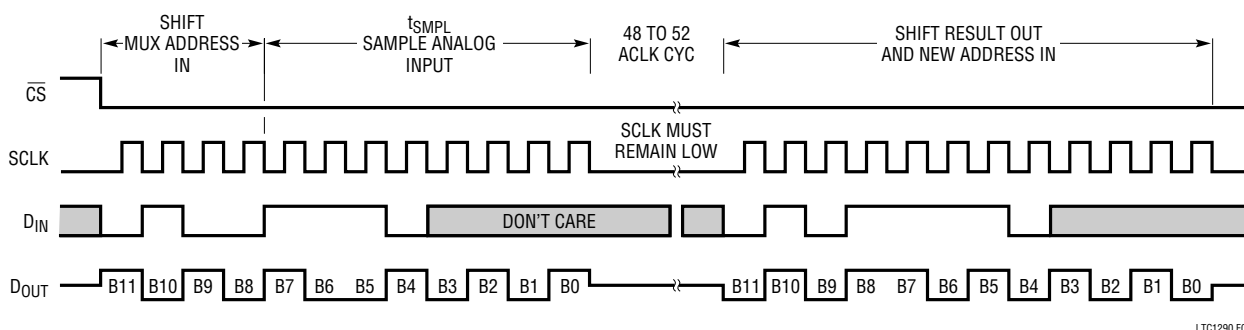 SHIFT
MUX ADDRESS
IN
tSMPL
SAMPLE ANALOG
INPUT
48 TO 52
ACLK CYC
SHIFT RESULT OUT
AND NEW ADDRESS IN
CS
SCLK
SCLK MUST
REMAIN LOW
DIN
DON'T CARE
DOUT
B11 B10 B9 B8 B7 B6 B5 B4 B3 B2 B1 B0
B11 B10 B9 B8 B7 B6 B5 B4 B3 B2 B1 B0